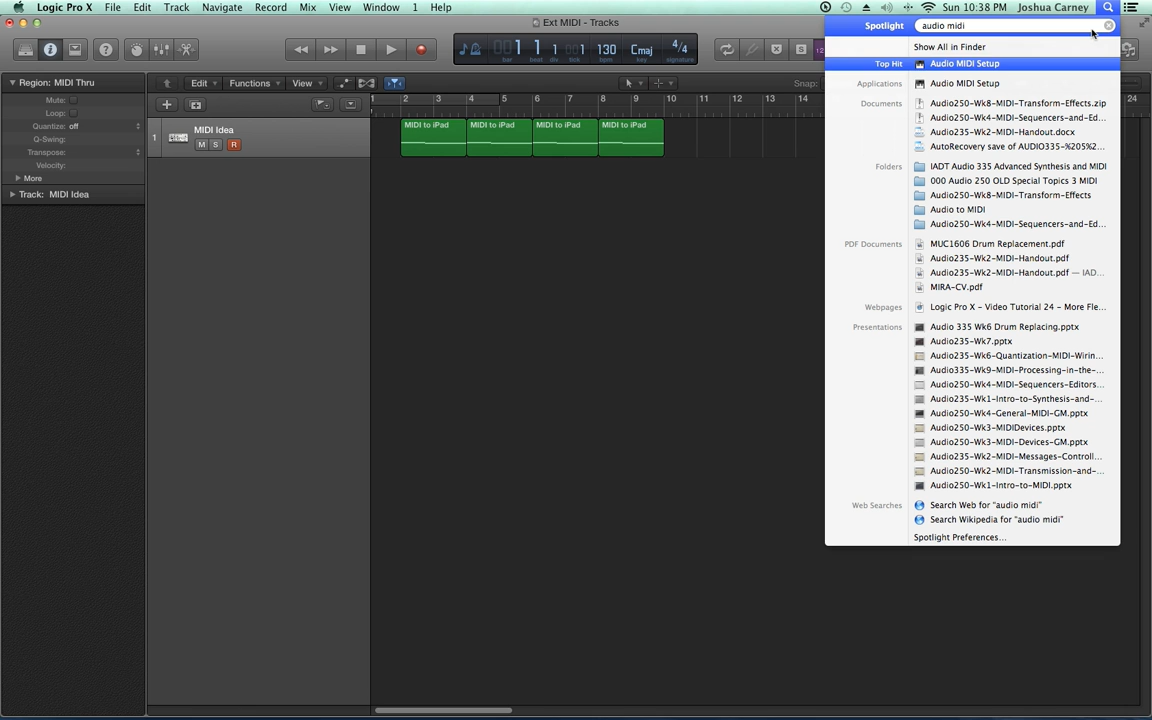 Logic Pro X File Edit Track Navigate Record Mix View Window 1 Help Sun 10:38 PM Joshua Carney
Ext MIDI - Tracks
Spotlight audio midi
1 1 1 1 130 Cmaj 4/4
bar beat div tick bpm key signature
Show All in Finder
Top Hit Audio MIDI Setup
Applications Audio MIDI Setup
Documents Audio250-Wk8-MIDI-Transform-Effects.zip
Audio250-Wk4-MIDI-Sequencers-and-Ed...
Audio235-Wk2-MIDI-Handout.docx
AutoRecovery save of AUDIO335-%205%2...
Folders IADT Audio 335 Advanced Synthesis and MIDI
000 Audio 250 OLD Special Topics 3 MIDI
Audio250-Wk8-MIDI-Transform-Effects
Audio to MIDI
Audio250-Wk4-MIDI-Sequencers-and-Ed...
PDF Documents MUC1606 Drum Replacement.pdf
Audio235-Wk2-MIDI-Handout.pdf
Audio235-Wk2-MIDI-Handout.pdf — IAD...
MIRA-CV.pdf
Webpages Logic Pro X - Video Tutorial 24 - More Fle...
Presentations Audio 335 Wk6 Drum Replacing.pptx
Audio235-Wk7.pptx
Audio235-Wk6-Quantization-MIDI-Wirin...
Audio335-Wk9-MIDI-Processing-in-the-...
Audio250-Wk4-MIDI-Sequencers-Editors...
Audio235-Wk1-Intro-to-Synthesis-and-...
Audio250-Wk4-General-MIDI-GM.pptx
Audio250-Wk3-MIDIDevices.pptx
Audio250-Wk3-MIDI-Devices-GM.pptx
Audio235-Wk2-MIDI-Messages-Controll...
Audio250-Wk2-MIDI-Transmission-and-...
Audio250-Wk1-Intro-to-MIDI.pptx
Web Searches Search Web for "audio midi"
Search Wikipedia for "audio midi"
Spotlight Preferences...
Region: MIDI Thru
Mute:
Loop:
Quantize: off
Q-Swing:
Transpose:
Velocity:
More
Track: MIDI Idea
Edit Functions View Snap:
1 2 3 4 5 6 7 8 9 10 11 12 13 14 24
1 MIDI Idea
M S R
MIDI to iPad MIDI to iPad MIDI to iPad MIDI to iPad